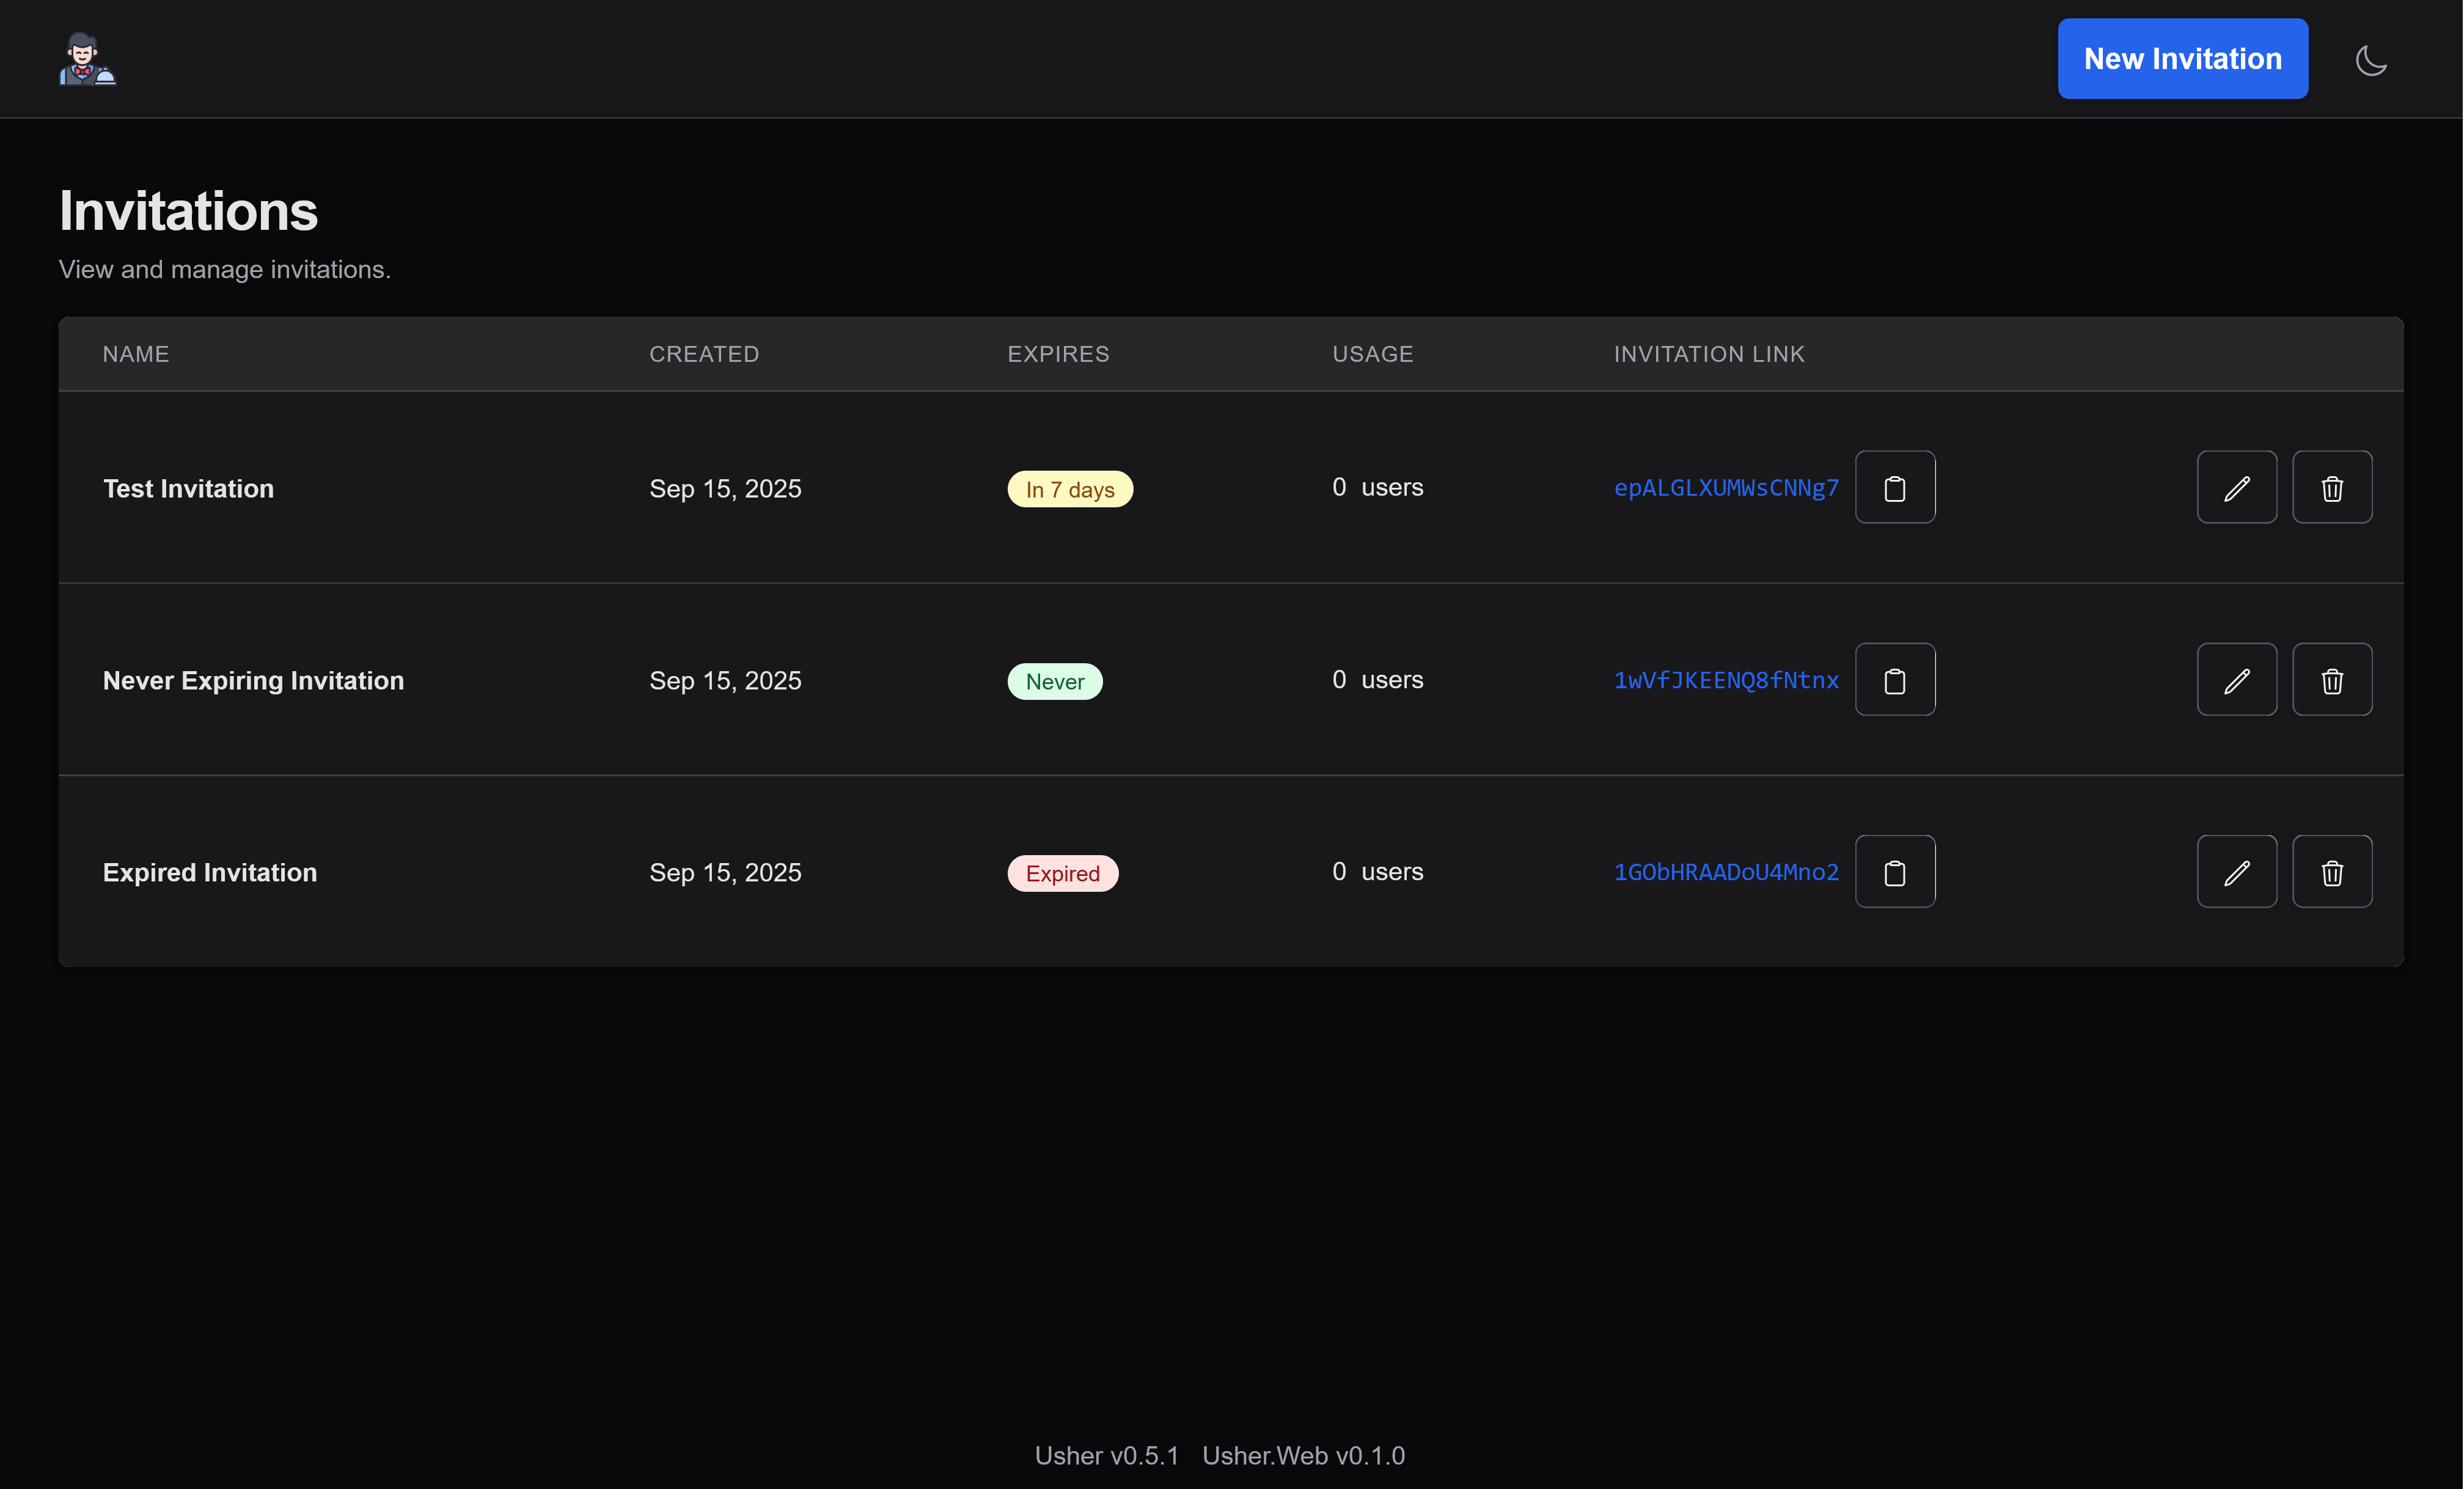 New Invitation
Invitations
View and manage invitations.
NAME CREATED EXPIRES USAGE INVITATION LINK
Test Invitation Sep 15, 2025 In 7 days 0 users epALGLXUMWsCNNg7
Never Expiring Invitation Sep 15, 2025 Never 0 users 1wVfJKEENQ8fNtnx
Expired Invitation Sep 15, 2025 Expired 0 users 1GObHRAADoU4Mno2
Usher v0.5.1 Usher.Web v0.1.0